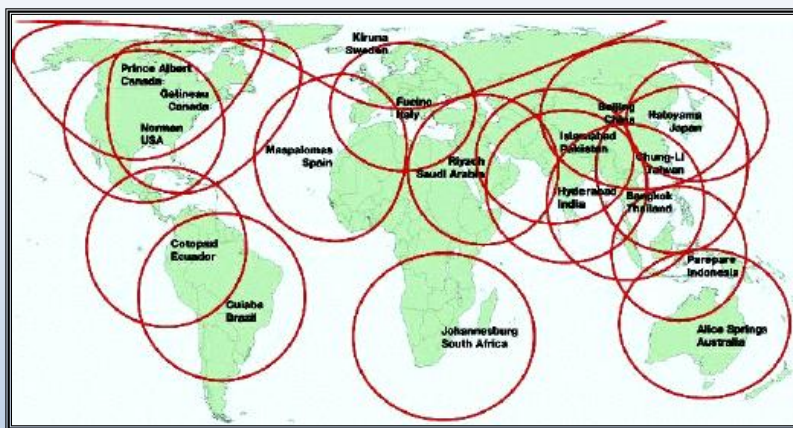 Kiruna
Sweden
Prince Albert
Canada
Gatineau
Canada
Norman
USA
Fucino
Italy
Maspalomas
Spain
Riyadh
Saudi Arabia
Islamabad
Pakistan
Beijing
China
Hatoyama
Japan
Chung-Li
Taiwan
Hyderabad
India
Bangkok
Thailand
Cotopaxi
Ecuador
Cuiaba
Brazil
Parepare
Indonesia
Johannesburg
South Africa
Alice Springs
Australia